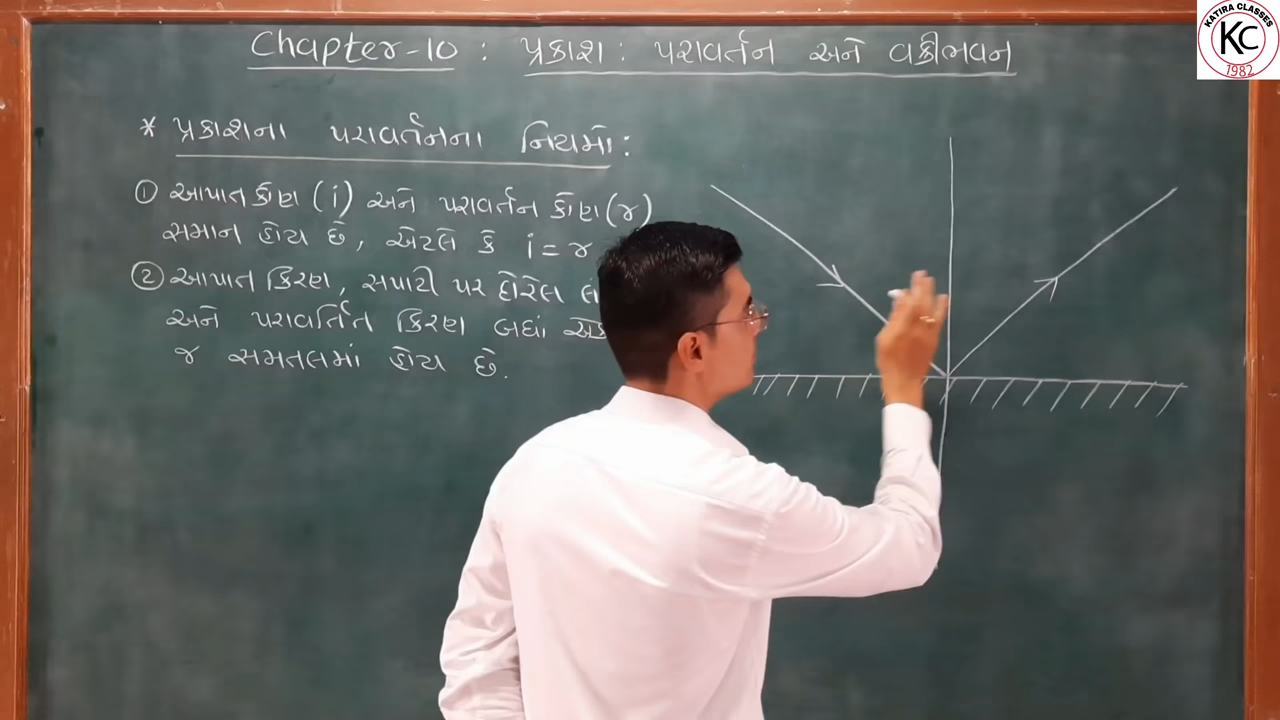 Chapter-10 : પ્રકાશ : પરાવર્તન અને વક્રીભવન
KATIRA CLASSES
KC
1982
* પ્રકાશના પરાવર્તનના નિયમો :
① આપાતકોણ (i) અને પરાવર્તન કોણ (r)
સમાન હોય છે, એટલે કે i = r
② આપાત કિરણ, સપાટી પર દોરેલ
અને પરાવર્તિત કિરણ બધાં
જ સમતલમાં હોય છે.